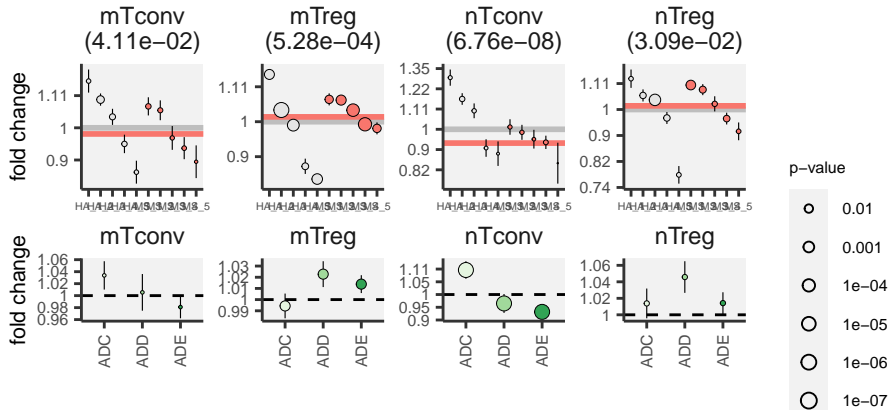 mTconv
(4.11e−02)
mTreg
(5.28e−04)
nTconv
(6.76e−08)
nTreg
(3.09e−02)
fold change
1.11
1
0.9
1.11
1
0.9
1.35
1.22
1.11
1
0.9
0.82
1.11
1
0.9
0.82
0.74
mTconv
mTreg
nTconv
nTreg
fold change
1.06
1.04
1.02
1
0.98
0.96
1.03
1.02
1
0.99
1.11
1
0.95
0.9
1.06
1.04
1.02
1
ADC
ADD
ADE
ADC
ADD
ADE
ADC
ADD
ADE
ADC
ADD
ADE
p−value
0.01
0.001
1e−04
1e−05
1e−06
1e−07